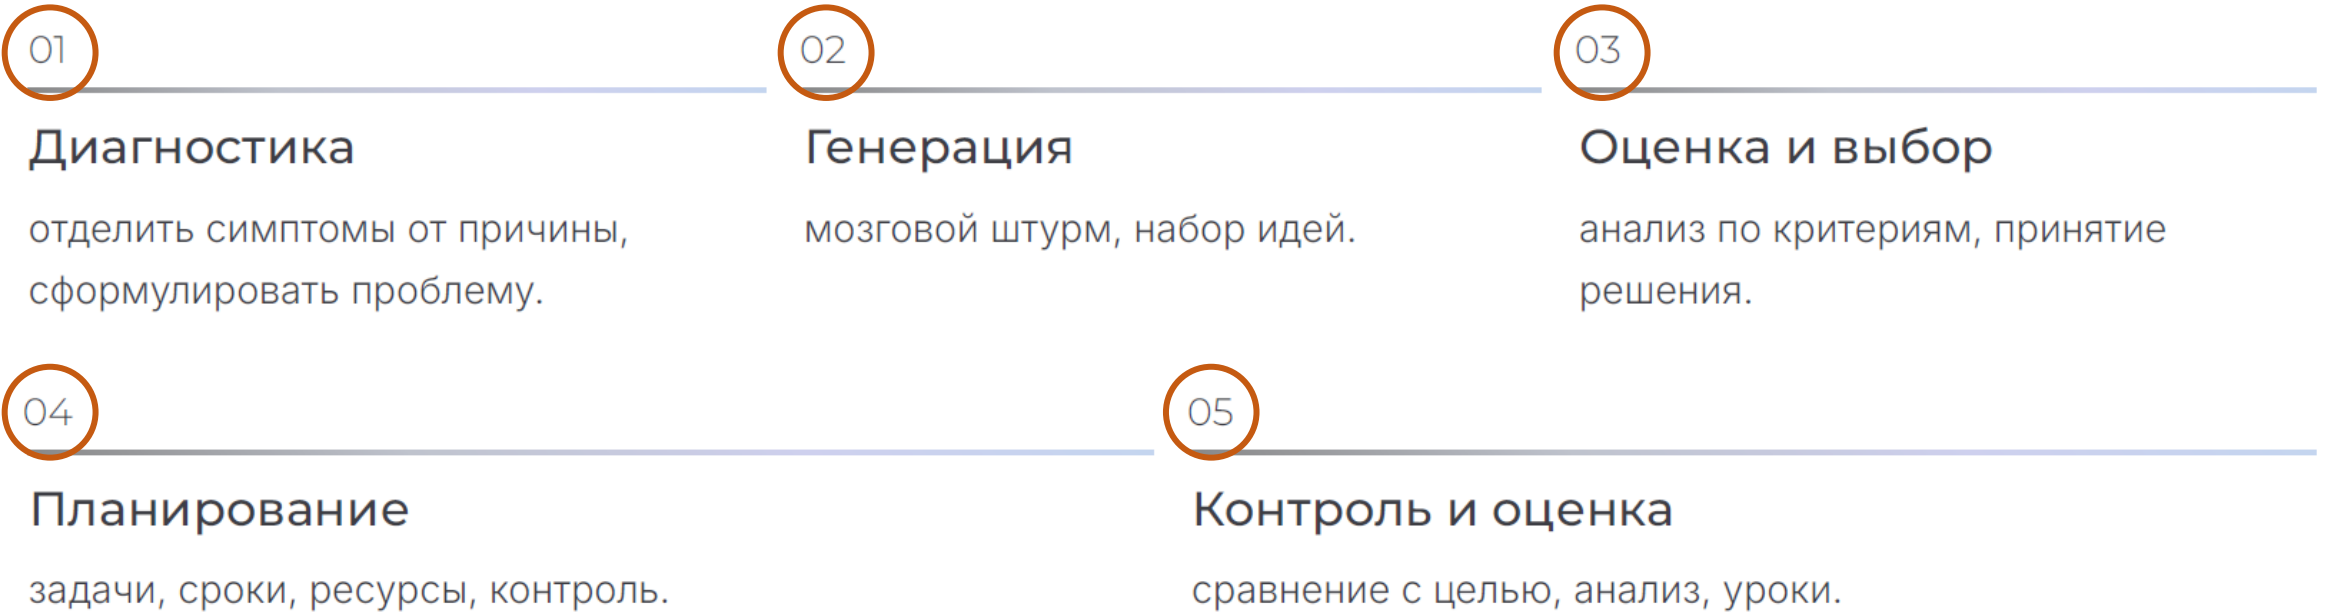 01
Диагностика
отделить симптомы от причины,
сформулировать проблему.
02
Генерация
мозговой штурм, набор идей.
03
Оценка и выбор
анализ по критериям, принятие
решения.
04
Планирование
задачи, сроки, ресурсы, контроль.
05
Контроль и оценка
сравнение с целью, анализ, уроки.